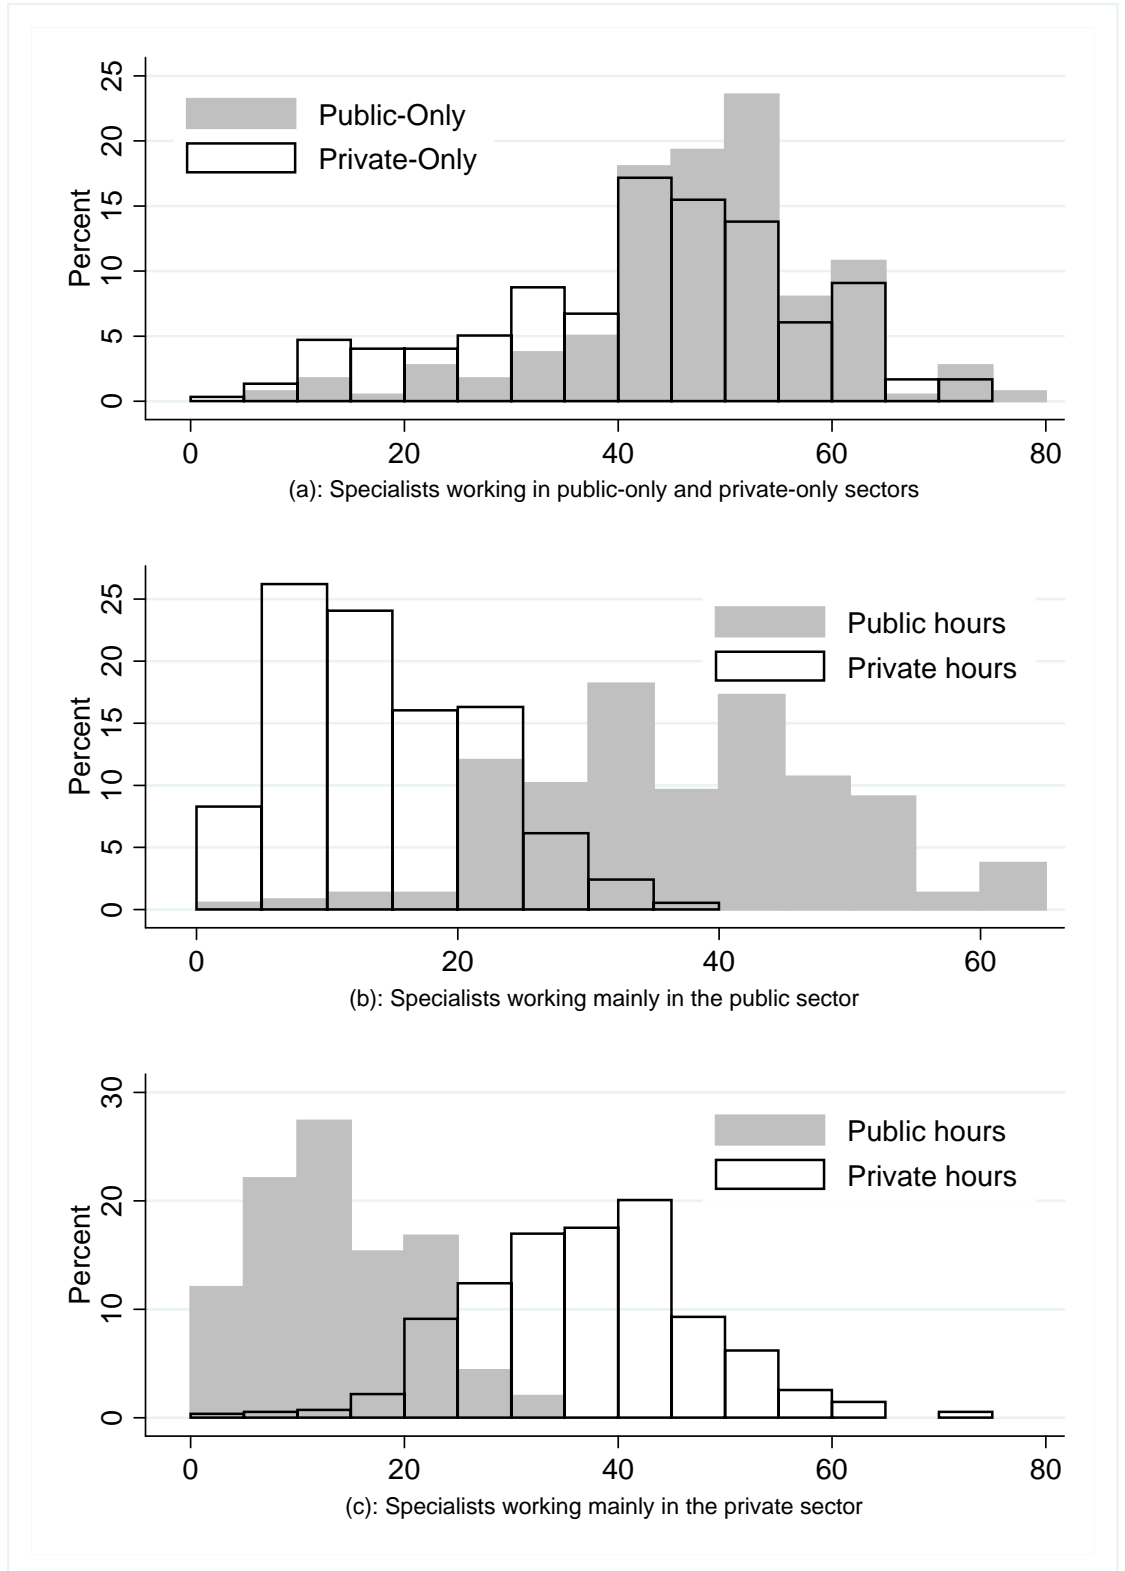 25
20
15
10
5
0
Percent
Public-Only
Private-Only
0 20 40 60 80
(a): Specialists working in public-only and private-only sectors
25
20
15
10
5
0
Percent
Public hours
Private hours
0 20 40 60
(b): Specialists working mainly in the public sector
30
20
10
0
Percent
Public hours
Private hours
0 20 40 60 80
(c): Specialists working mainly in the private sector